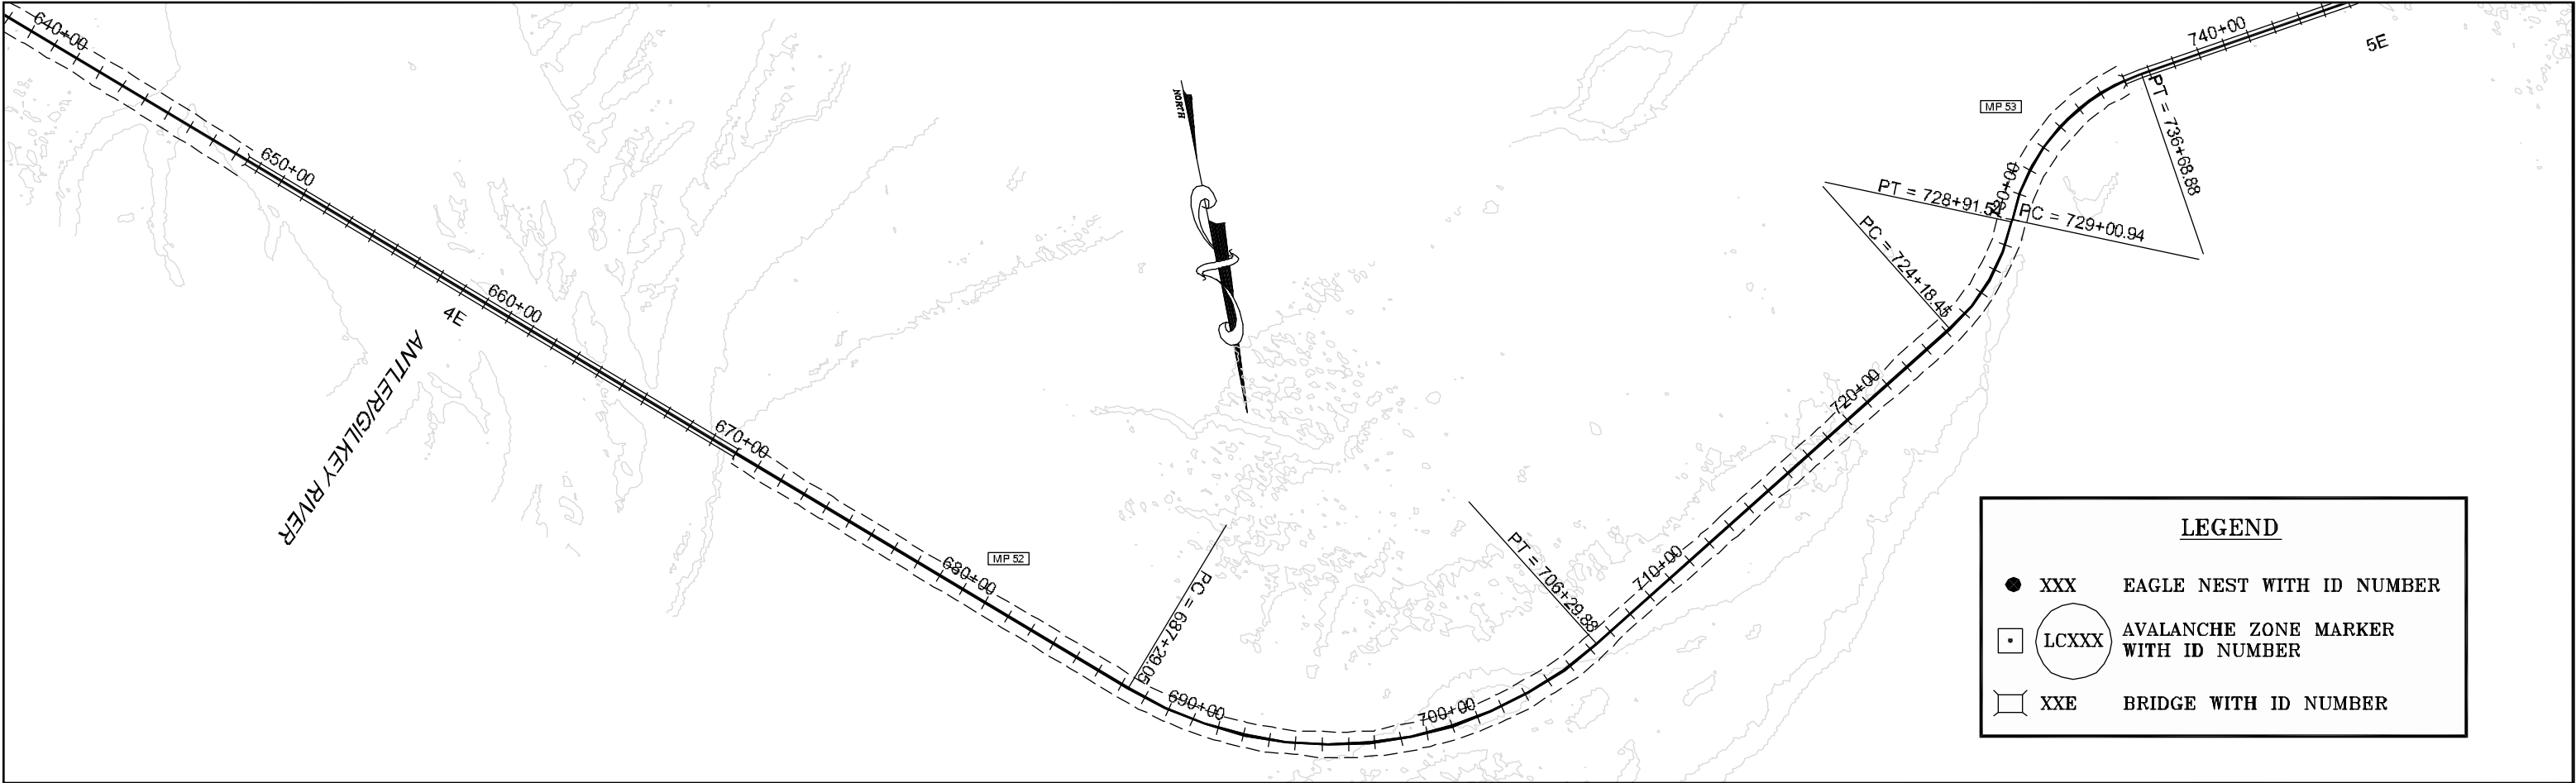 640+00
650+00
660+00
4E
ANTLER/GILKEY RIVER
670+00
680+00
MP 52
PC = 687+29.05
690+00
700+00
PT = 706+29.88
710+00
720+00
PC = 724+18.45
PT = 728+91.52
PC = 729+00.94
MP 53
PT = 736+68.88
740+00
5E
NORTH
LEGEND
XXX EAGLE NEST WITH ID NUMBER
LCXXX AVALANCHE ZONE MARKER
WITH ID NUMBER
XXE BRIDGE WITH ID NUMBER